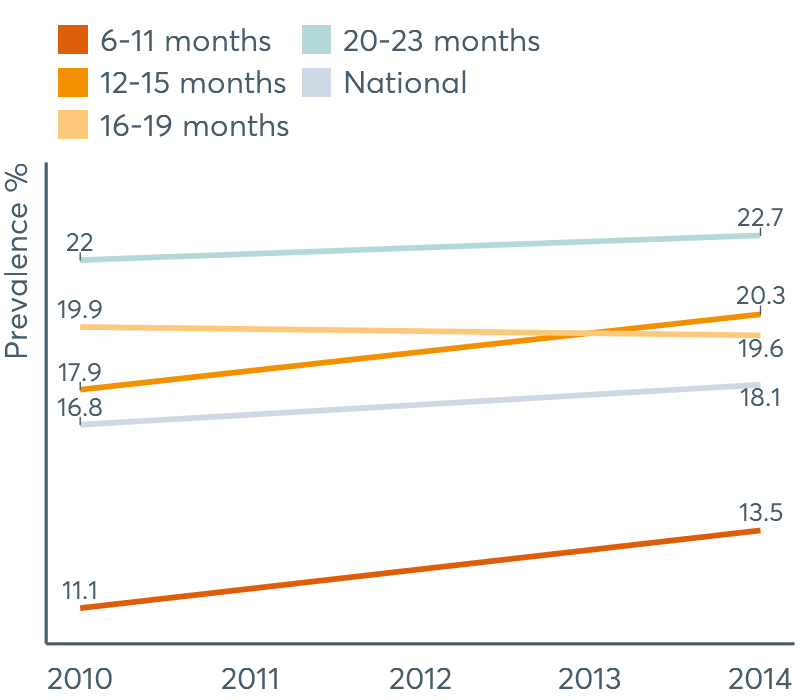 6-11 months
20-23 months
12-15 months
National
16-19 months
Prevalence %
22
22.7
19.9
20.3
17.9
19.6
16.8
18.1
11.1
13.5
2010
2011
2012
2013
2014